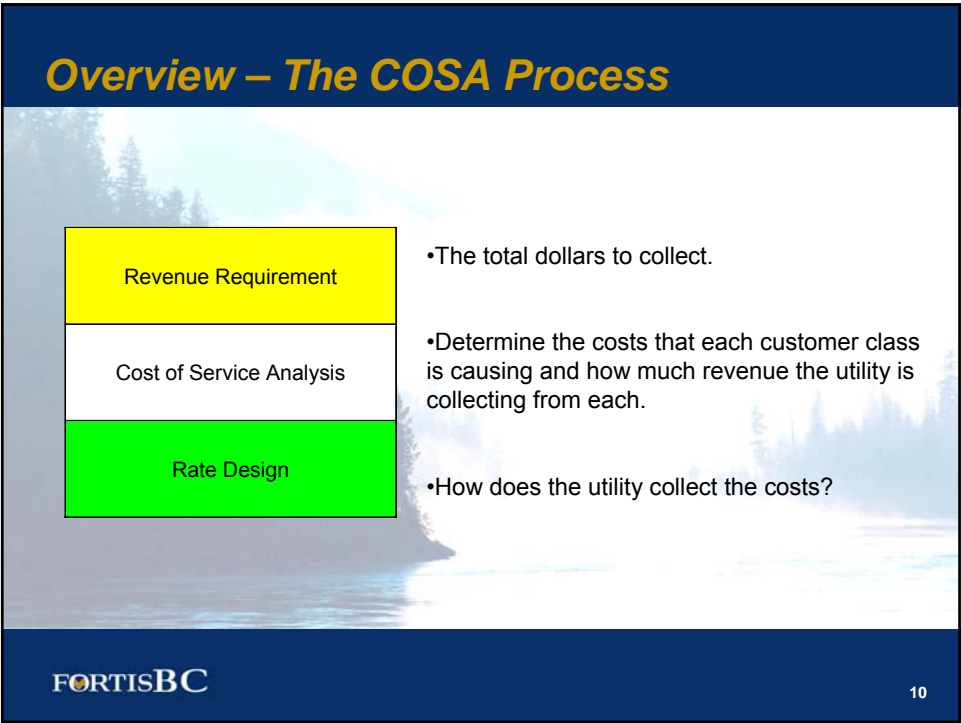 Overview – The COSA Process
Revenue Requirement
•The total dollars to collect.
Cost of Service Analysis
•Determine the costs that each customer class
is causing and how much revenue the utility is
collecting from each.
Rate Design
•How does the utility collect the costs?
FORTISBC
10